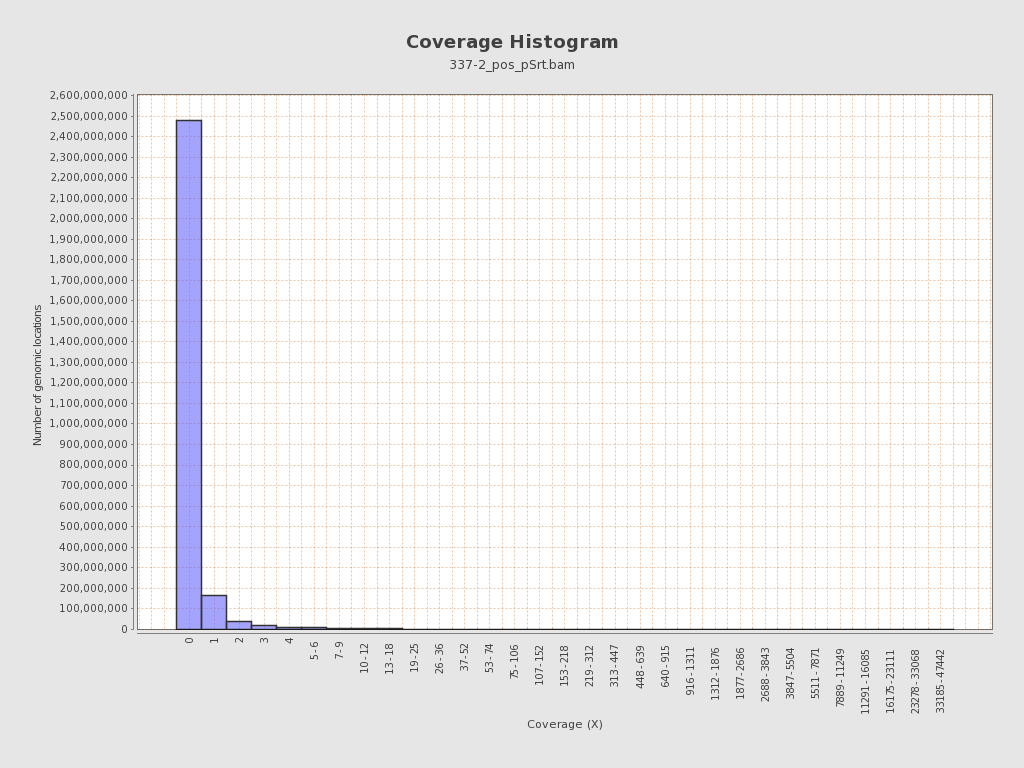 Coverage Histogram
337-2_pos_pSrt.bam
2,600,000,000
2,500,000,000
2,400,000,000
2,300,000,000
2,200,000,000
2,100,000,000
2,000,000,000
1,900,000,000
1,800,000,000
1,700,000,000
1,600,000,000
1,500,000,000
1,400,000,000
1,300,000,000
1,200,000,000
1,100,000,000
1,000,000,000
900,000,000
800,000,000
700,000,000
600,000,000
500,000,000
400,000,000
300,000,000
200,000,000
100,000,000
0
Number of genomic locations
0
1
2
3
4
5 - 6
7 - 9
10 - 12
13 - 18
19 - 25
26 - 36
37 - 52
53 - 74
75 - 106
107 - 152
153 - 218
219 - 312
313 - 447
448 - 639
640 - 915
916 - 1311
1312 - 1876
1877 - 2686
2688 - 3843
3847 - 5504
5511 - 7871
7889 - 11249
11291 - 16085
16175 - 23111
23278 - 33068
33185 - 47442
Coverage (X)